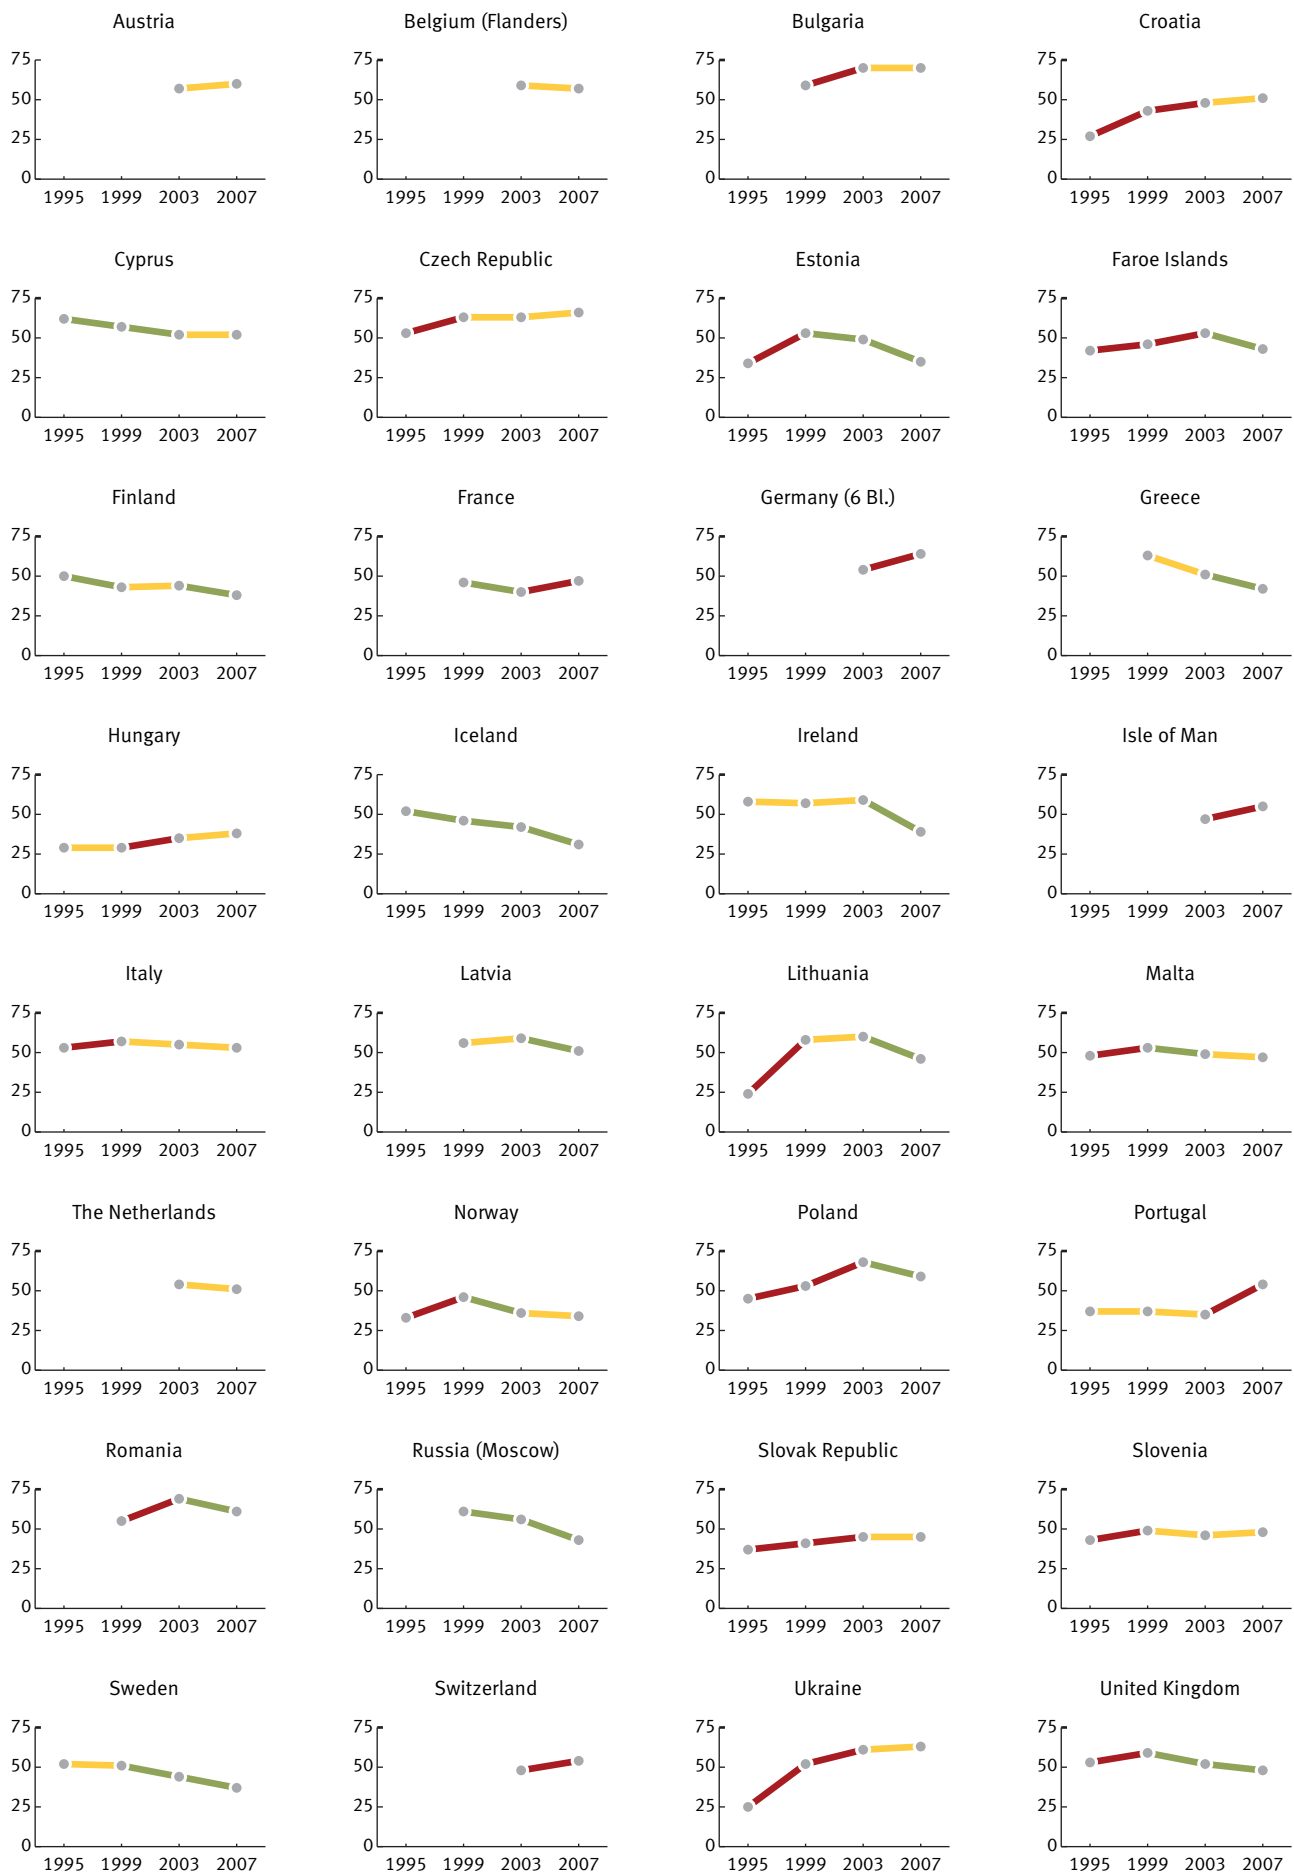 Austria Belgium (Flanders) Bulgaria Croatia
75 75 75 75
50 50 50 50
25 25 25 25
0 0 0 0
1995 1999 2003 2007 1995 1999 2003 2007 1995 1999 2003 2007 1995 1999 2003 2007
Cyprus Czech Republic Estonia Faroe Islands
75 75 75 75
50 50 50 50
25 25 25 25
0 0 0 0
1995 1999 2003 2007 1995 1999 2003 2007 1995 1999 2003 2007 1995 1999 2003 2007
Finland France Germany (6 Bl.) Greece
75 75 75 75
50 50 50 50
25 25 25 25
0 0 0 0
1995 1999 2003 2007 1995 1999 2003 2007 1995 1999 2003 2007 1995 1999 2003 2007
Hungary Iceland Ireland Isle of Man
75 75 75 75
50 50 50 50
25 25 25 25
0 0 0 0
1995 1999 2003 2007 1995 1999 2003 2007 1995 1999 2003 2007 1995 1999 2003 2007
Italy Latvia Lithuania Malta
75 75 75 75
50 50 50 50
25 25 25 25
0 0 0 0
1995 1999 2003 2007 1995 1999 2003 2007 1995 1999 2003 2007 1995 1999 2003 2007
The Netherlands Norway Poland Portugal
75 75 75 75
50 50 50 50
25 25 25 25
0 0 0 0
1995 1999 2003 2007 1995 1999 2003 2007 1995 1999 2003 2007 1995 1999 2003 2007
Romania Russia (Moscow) Slovak Republic Slovenia
75 75 75 75
50 50 50 50
25 25 25 25
0 0 0 0
1995 1999 2003 2007 1995 1999 2003 2007 1995 1999 2003 2007 1995 1999 2003 2007
Sweden Switzerland Ukraine United Kingdom
75 75 75 75
50 50 50 50
25 25 25 25
0 0 0 0
1995 1999 2003 2007 1995 1999 2003 2007 1995 1999 2003 2007 1995 1999 2003 2007